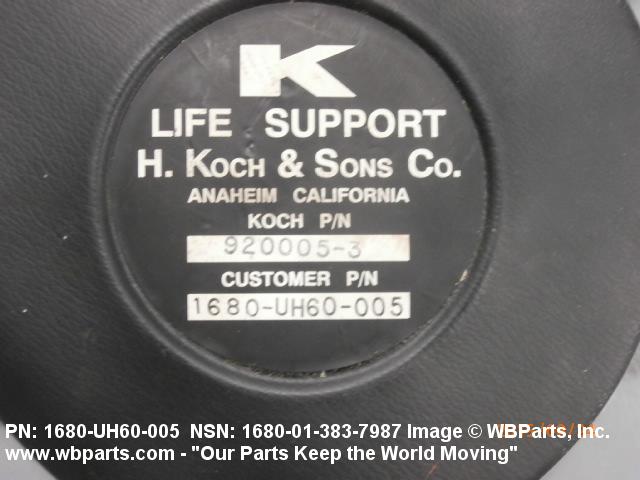 K
LIFE SUPPORT
H. KOCH & SONS CO.
ANAHEIM CALIFORNIA
KOCH P/N
920005-3
CUSTOMER P/N
1680-UH60-005
PN: 1680-UH60-005 NSN: 1680-01-383-7987 Image © WBParts, Inc.
www.wbparts.com - "Our Parts Keep the World Moving"